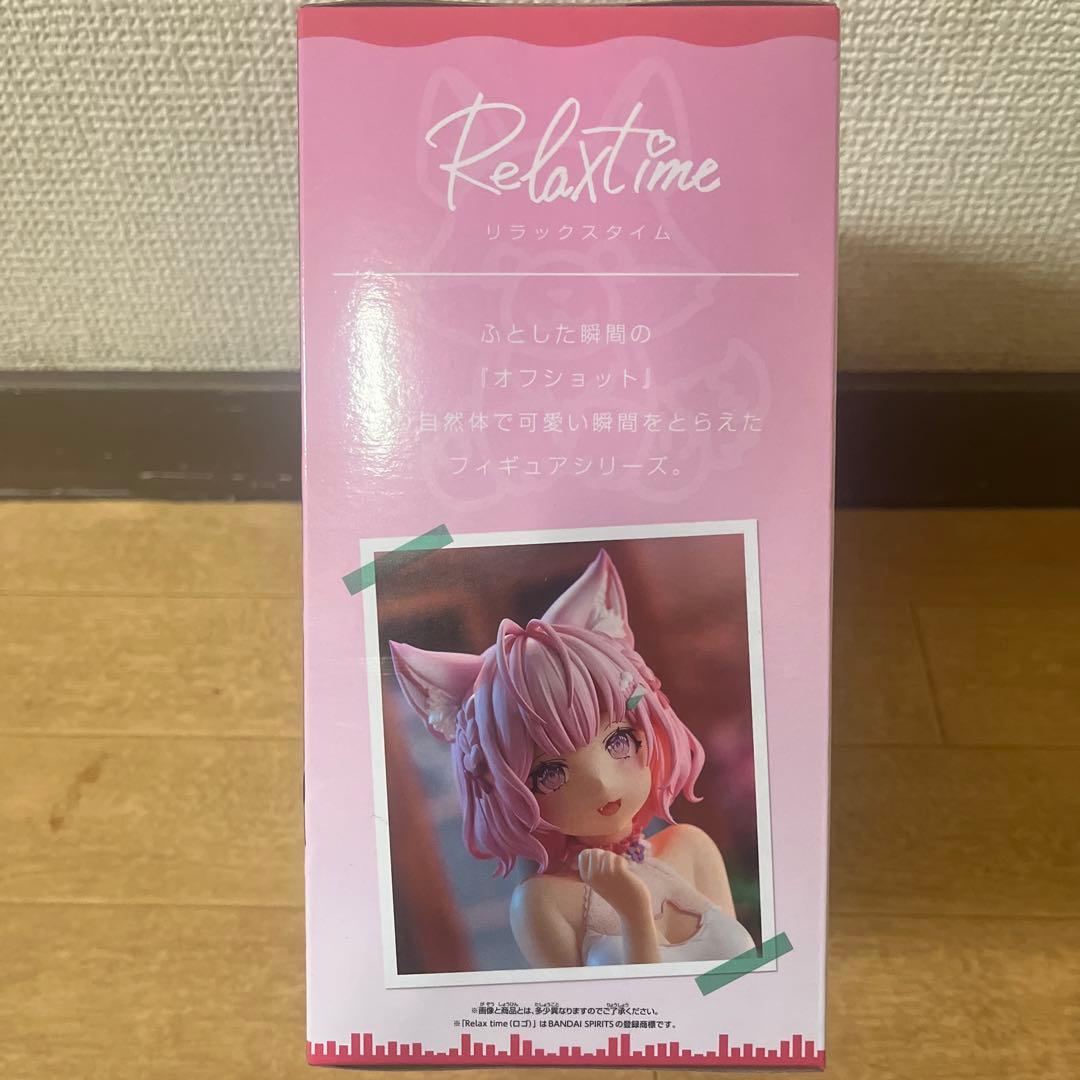 Relaxtime
リラックスタイム
ふとした瞬間の
『オフショット』
自然体で可愛い瞬間をとらえた
フィギュアシリーズ。
※画像と商品とは、多少異なりますのでご了承ください。
※「Relax time(ロゴ)」はBANDAI SPIRITSの登録商標です。